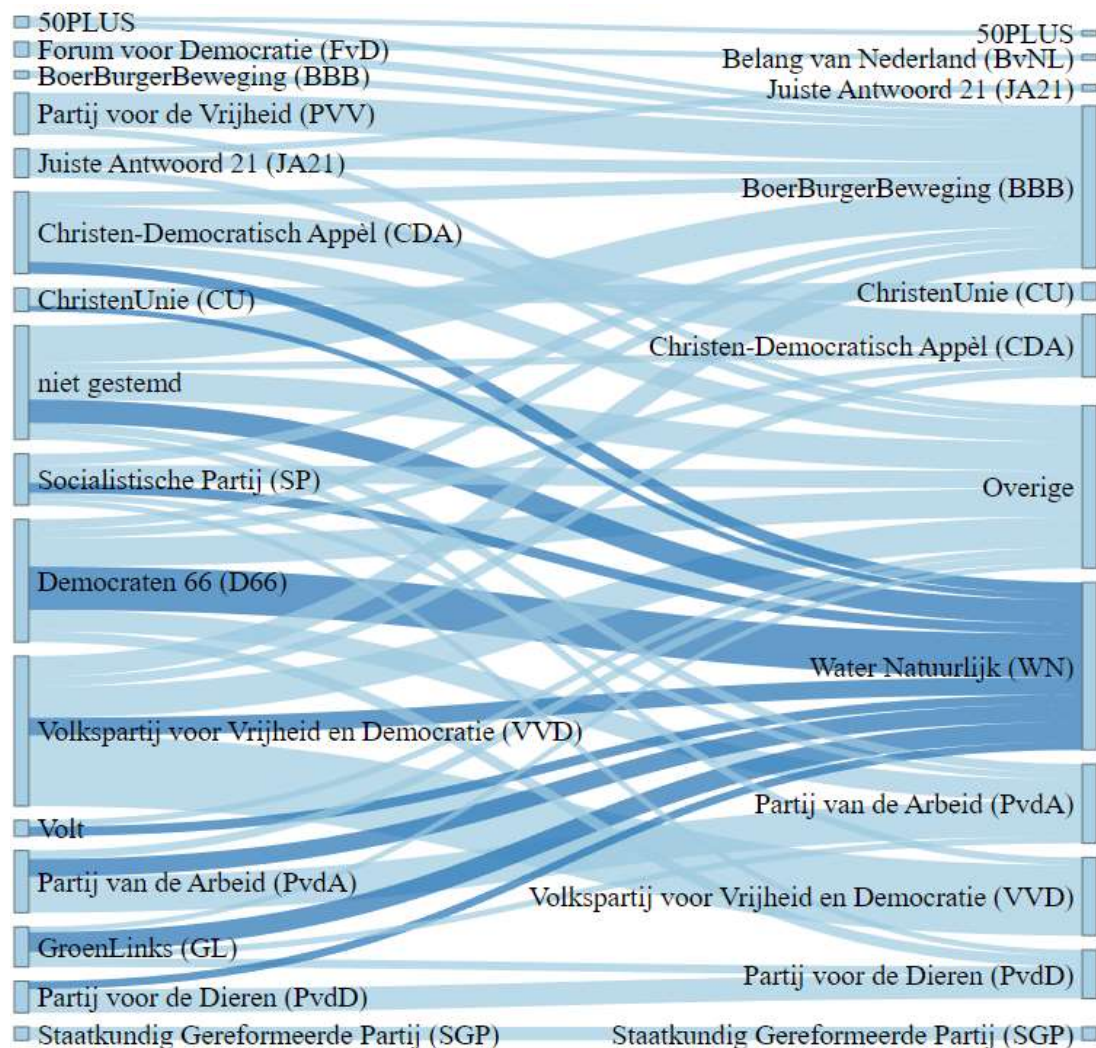 50PLUS
Forum voor Democratie (FvD)
BoerBurgerBeweging (BBB)
Partij voor de Vrijheid (PVV)
Juiste Antwoord 21 (JA21)
Christen-Democratisch Appèl (CDA)
ChristenUnie (CU)
niet gestemd
Socialistische Partij (SP)
Democraten 66 (D66)
Volkspartij voor Vrijheid en Democratie (VVD)
Volt
Partij van de Arbeid (PvdA)
GroenLinks (GL)
Partij voor de Dieren (PvdD)
Staatkundig Gereformeerde Partij (SGP)
50PLUS
Belang van Nederland (BvNL)
Juiste Antwoord 21 (JA21)
BoerBurgerBeweging (BBB)
ChristenUnie (CU)
Christen-Democratisch Appèl (CDA)
Overige
Water Natuurlijk (WN)
Partij van de Arbeid (PvdA)
Volkspartij voor Vrijheid en Democratie (VVD)
Partij voor de Dieren (PvdD)
Staatkundig Gereformeerde Partij (SGP)